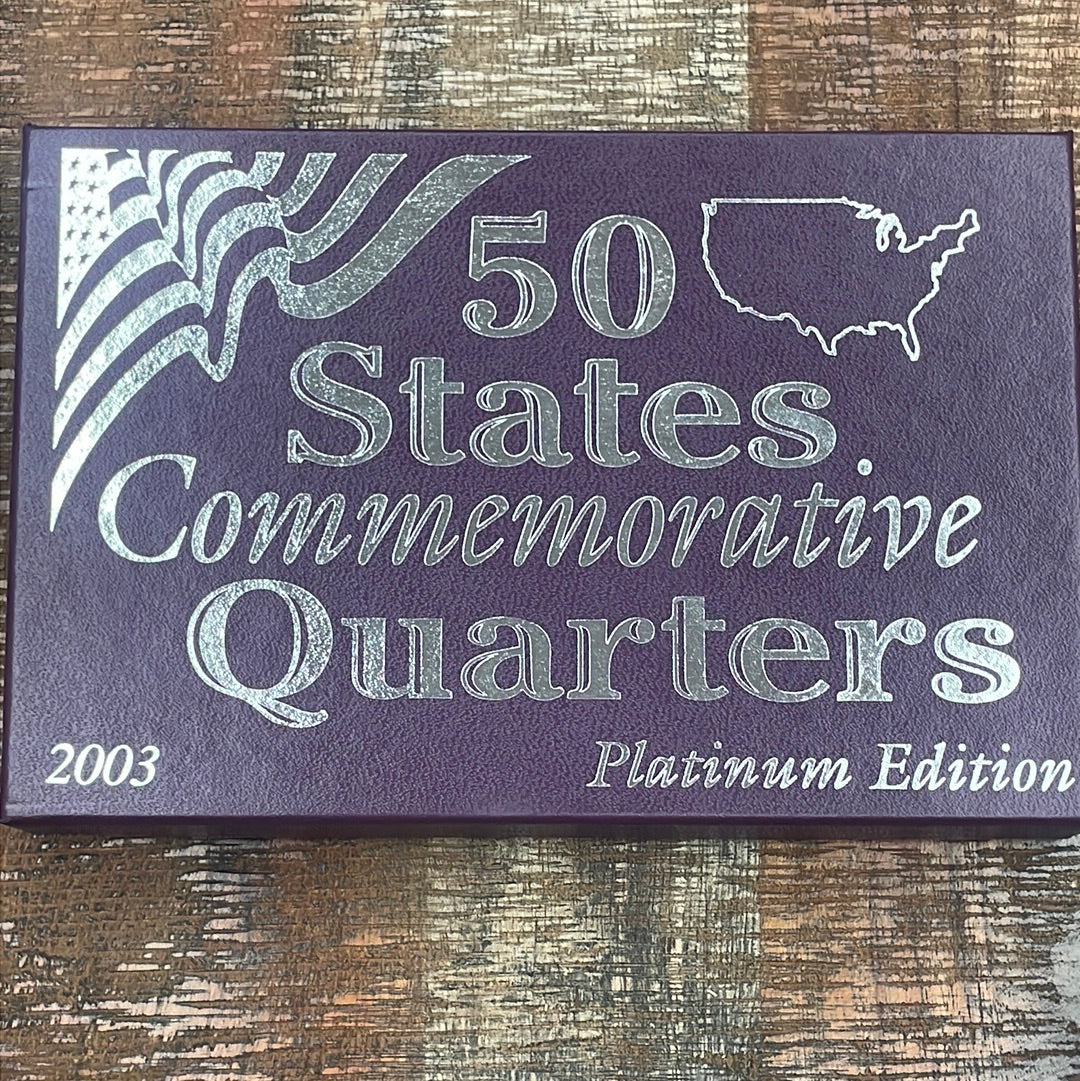 50
States
Commemorative
Quarters
2003
Platinum Edition